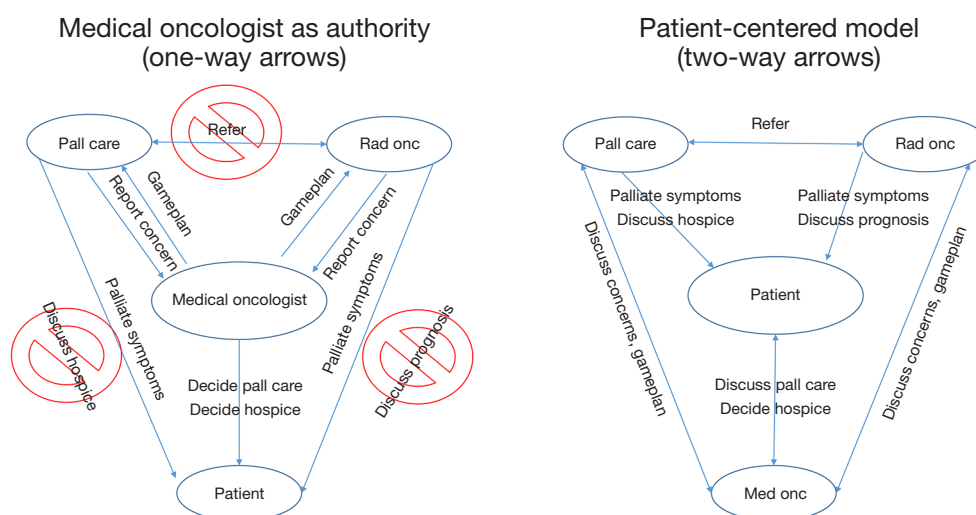 Medical oncologist as authority
(one-way arrows)
Pall care
Refer
Rad onc
Gameplan
Report concern
Gameplan
Report concern
Medical oncologist
Discuss hospice
Palliate symptoms
Palliate symptoms
Discuss prognosis
Decide pall care
Decide hospice
Patient
Patient-centered model
(two-way arrows)
Pall care
Refer
Rad onc
Palliate symptoms
Discuss hospice
Palliate symptoms
Discuss prognosis
Discuss concerns, gameplan
Patient
Discuss concerns, gameplan
Discuss pall care
Decide hospice
Med onc